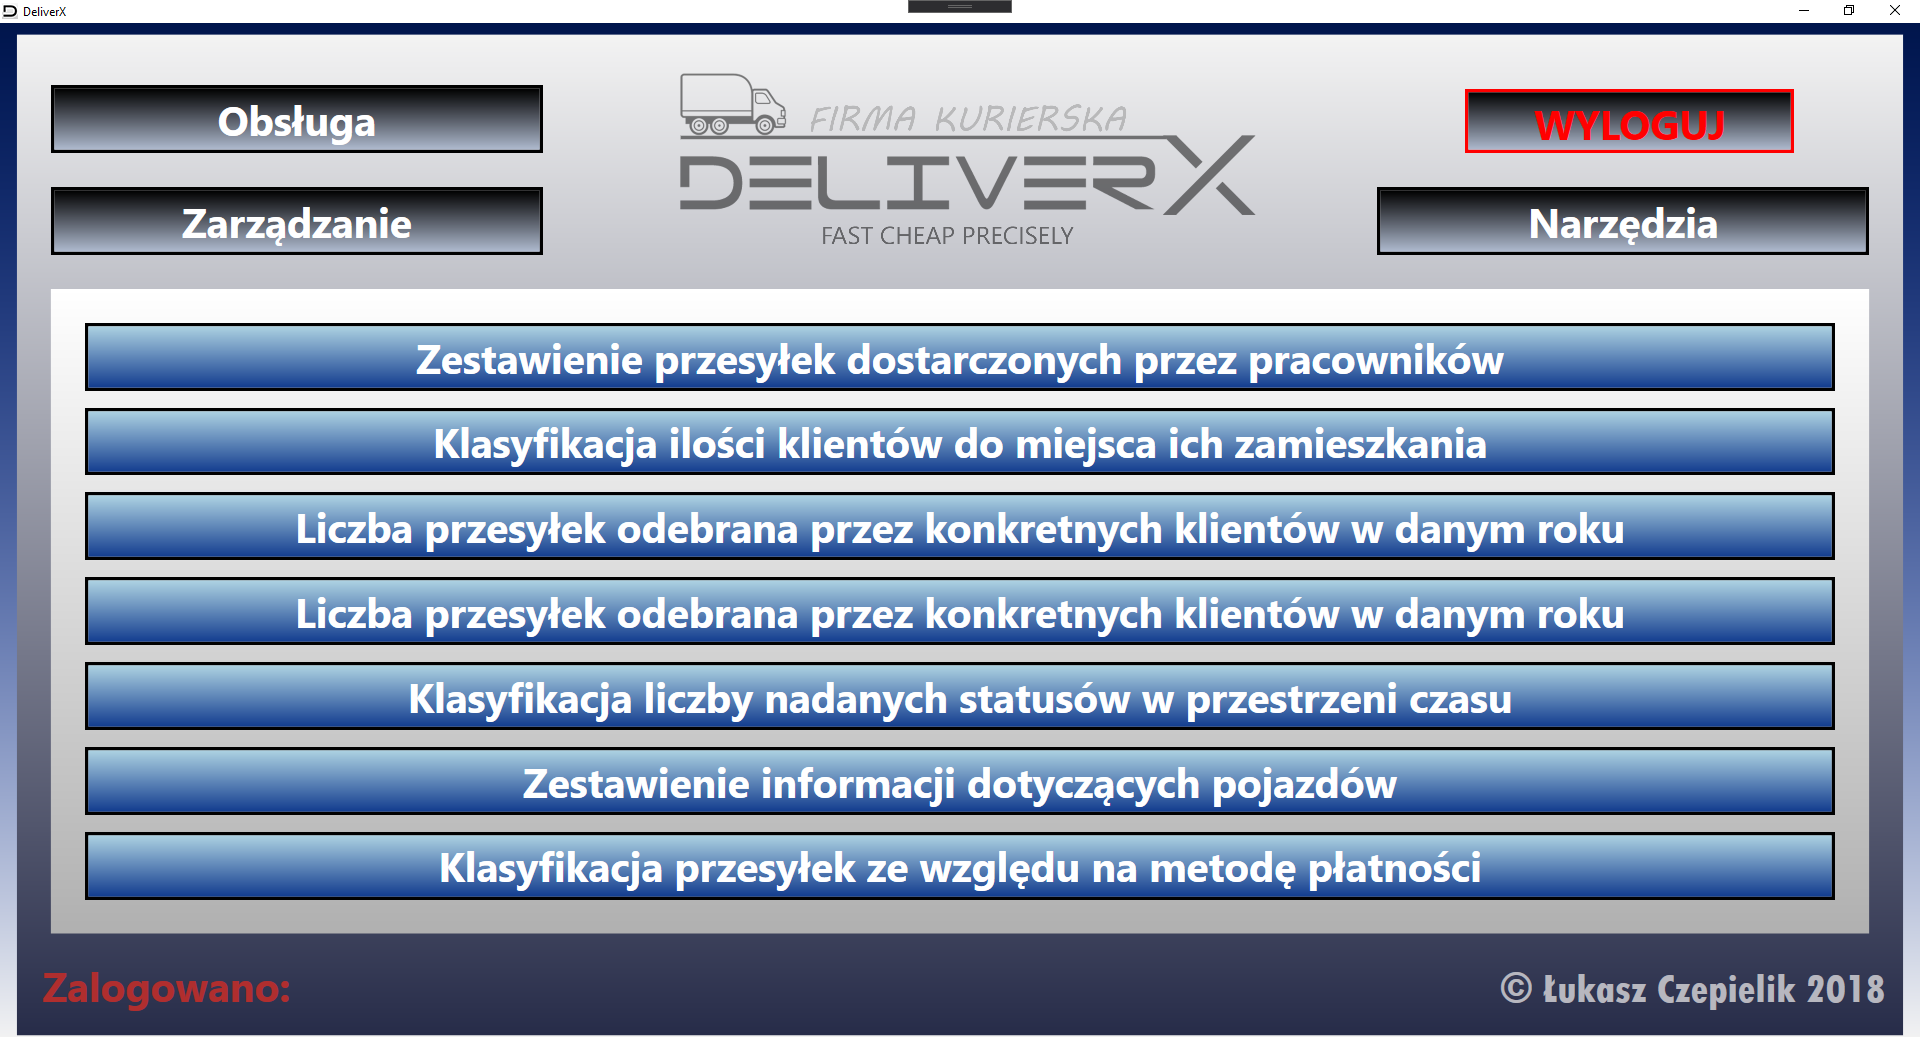 DeliverX
Obsługa
FIRMA KURIERSKA
WYLOGUJ
DELIVERX
Zarządzanie
FAST CHEAP PRECISELY
Narzędzia
Zestawienie przesyłek dostarczonych przez pracowników
Klasyfikacja ilości klientów do miejsca ich zamieszkania
Liczba przesyłek odebrana przez konkretnych klientów w danym roku
Liczba przesyłek odebrana przez konkretnych klientów w danym roku
Klasyfikacja liczby nadanych statusów w przestrzeni czasu
Zestawienie informacji dotyczących pojazdów
Klasyfikacja przesyłek ze względu na metodę płatności
Zalogowano:
© Łukasz Czepielik 2018